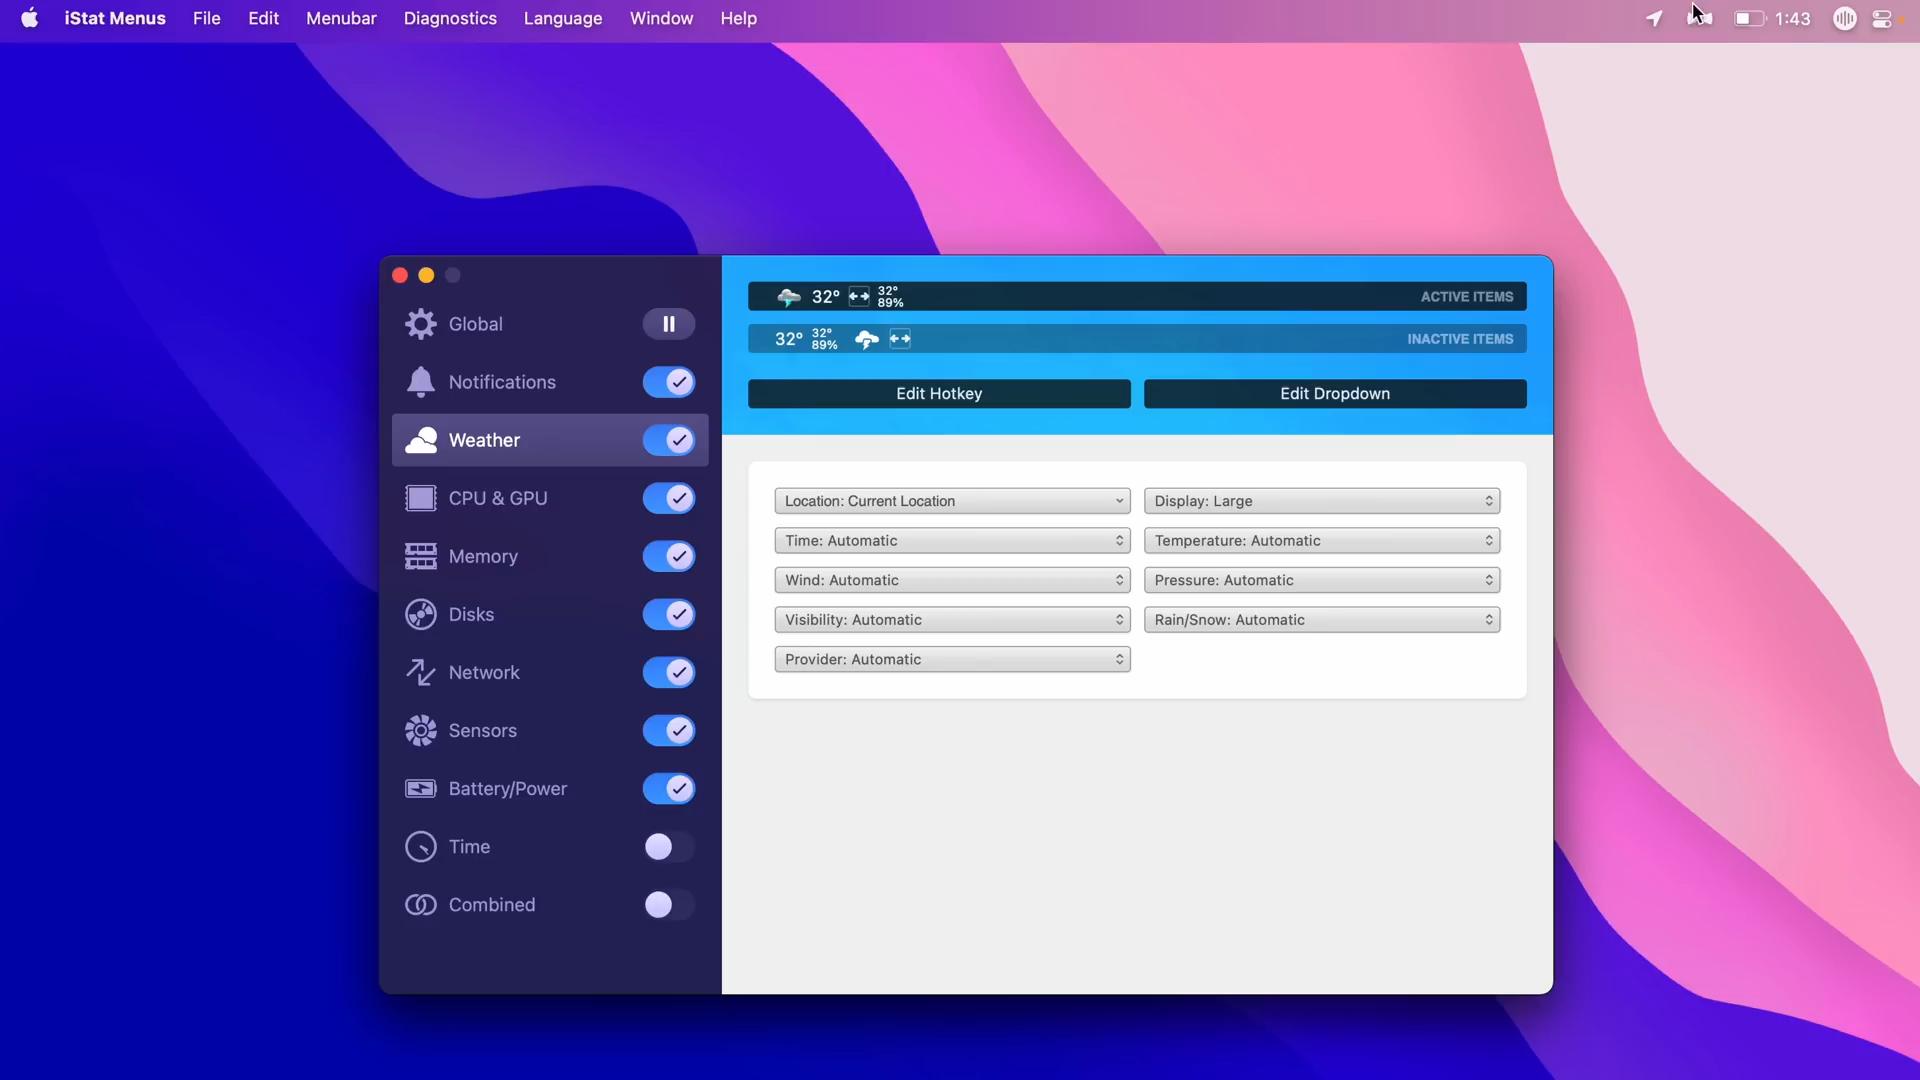 iStat Menus File Edit Menubar Diagnostics Language Window Help 1:43
Global
Notifications
Weather
CPU & GPU
Memory
Disks
Network
Sensors
Battery/Power
Time
Combined
32° 32° ACTIVE ITEMS
89%
32° 32° INACTIVE ITEMS
89%
Edit Hotkey Edit Dropdown
Location: Current Location Display: Large
Time: Automatic Temperature: Automatic
Wind: Automatic Pressure: Automatic
Visibility: Automatic Rain/Snow: Automatic
Provider: Automatic